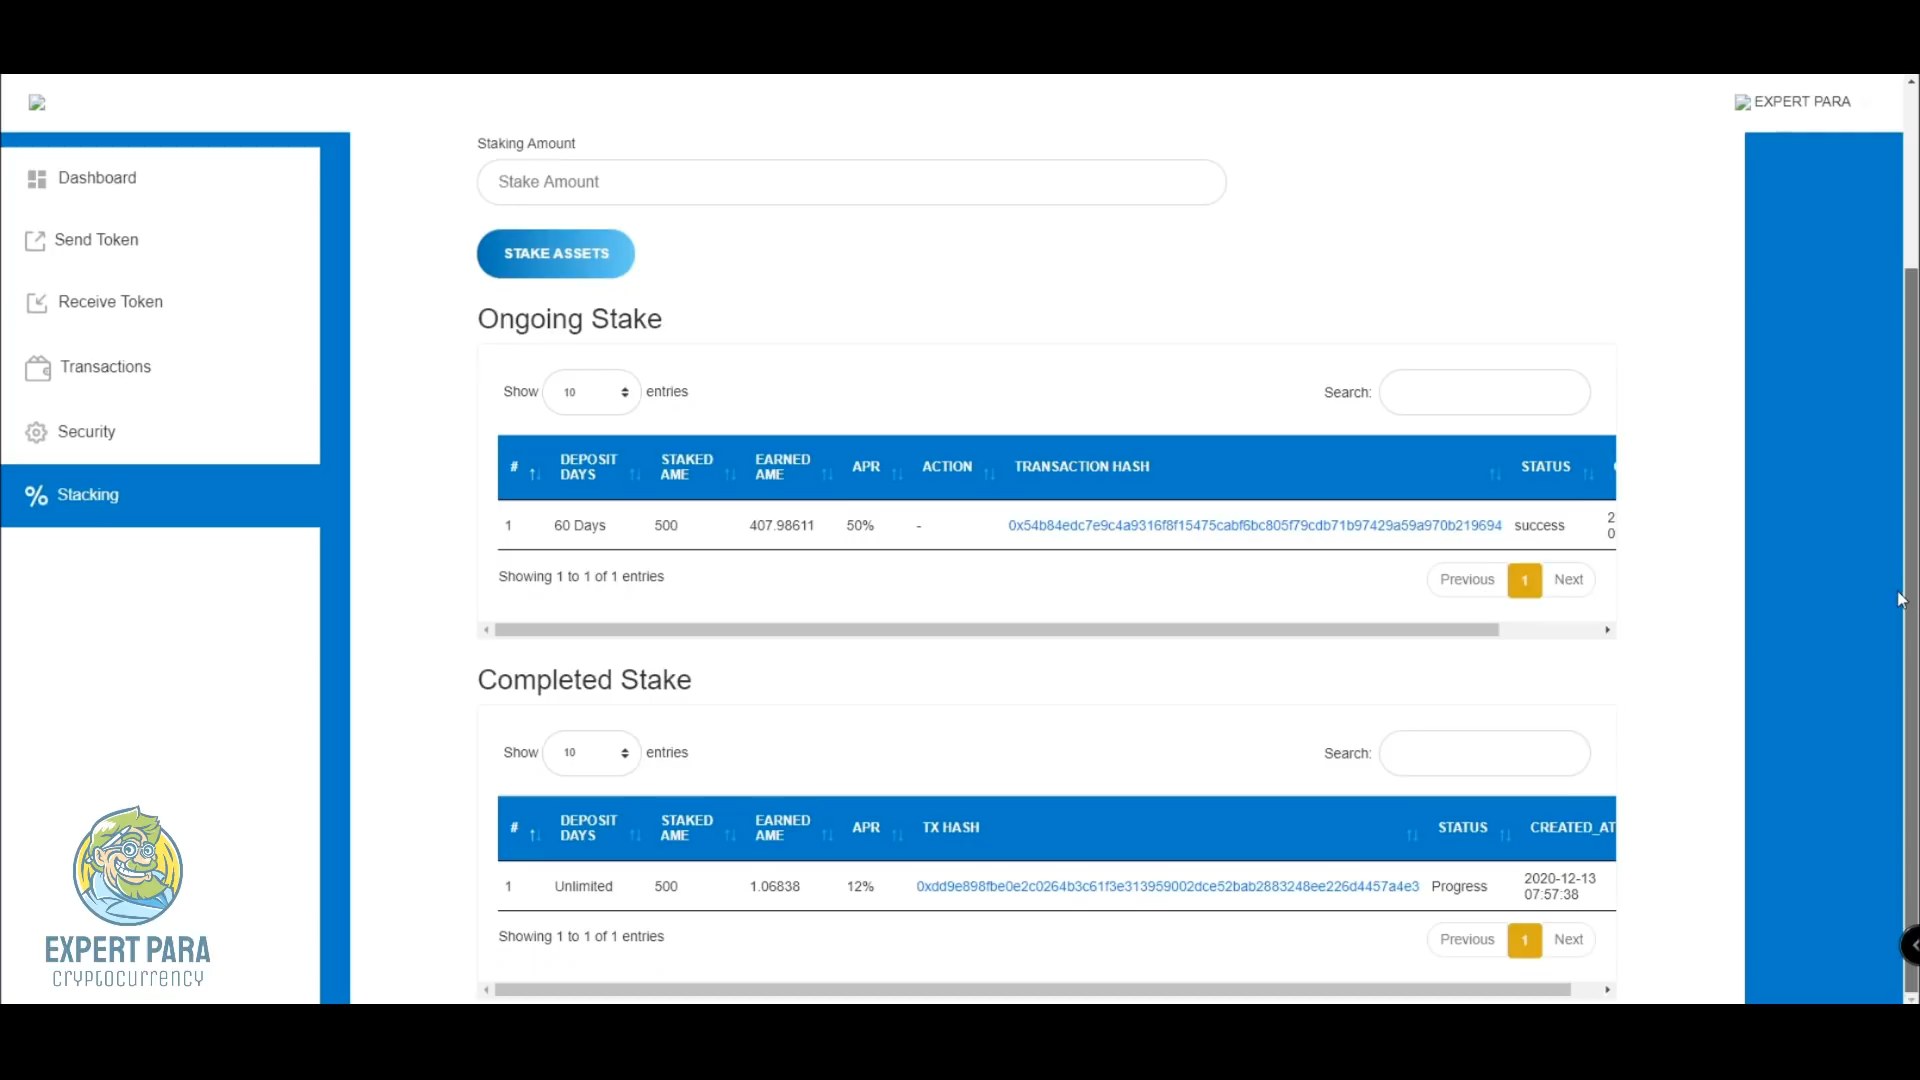 EXPERT PARA
Dashboard
Send Token
Receive Token
Transactions
Security
Stacking
EXPERT PARA
cryptocurrency
Staking Amount
Stake Amount
STAKE ASSETS
Ongoing Stake
Show 10 entries Search:
# DEPOSIT DAYS STAKED AME EARNED AME APR ACTION TRANSACTION HASH STATUS
1 60 Days 500 407.98611 50% - 0x54b84edc7e9c4a9316f8f15475cabf6bc805f79cdb71b97429a59a970b219694 success 2 0
Showing 1 to 1 of 1 entries Previous 1 Next
Completed Stake
Show 10 entries Search:
# DEPOSIT DAYS STAKED AME EARNED AME APR TX HASH STATUS CREATED_AT
1 Unlimited 500 1.06838 12% 0xdd9e898fbe0e2c0264b3c61f3e313959002dce52bab2883248ee226d4457a4e3 Progress 2020-12-13 07:57:38
Showing 1 to 1 of 1 entries Previous 1 Next